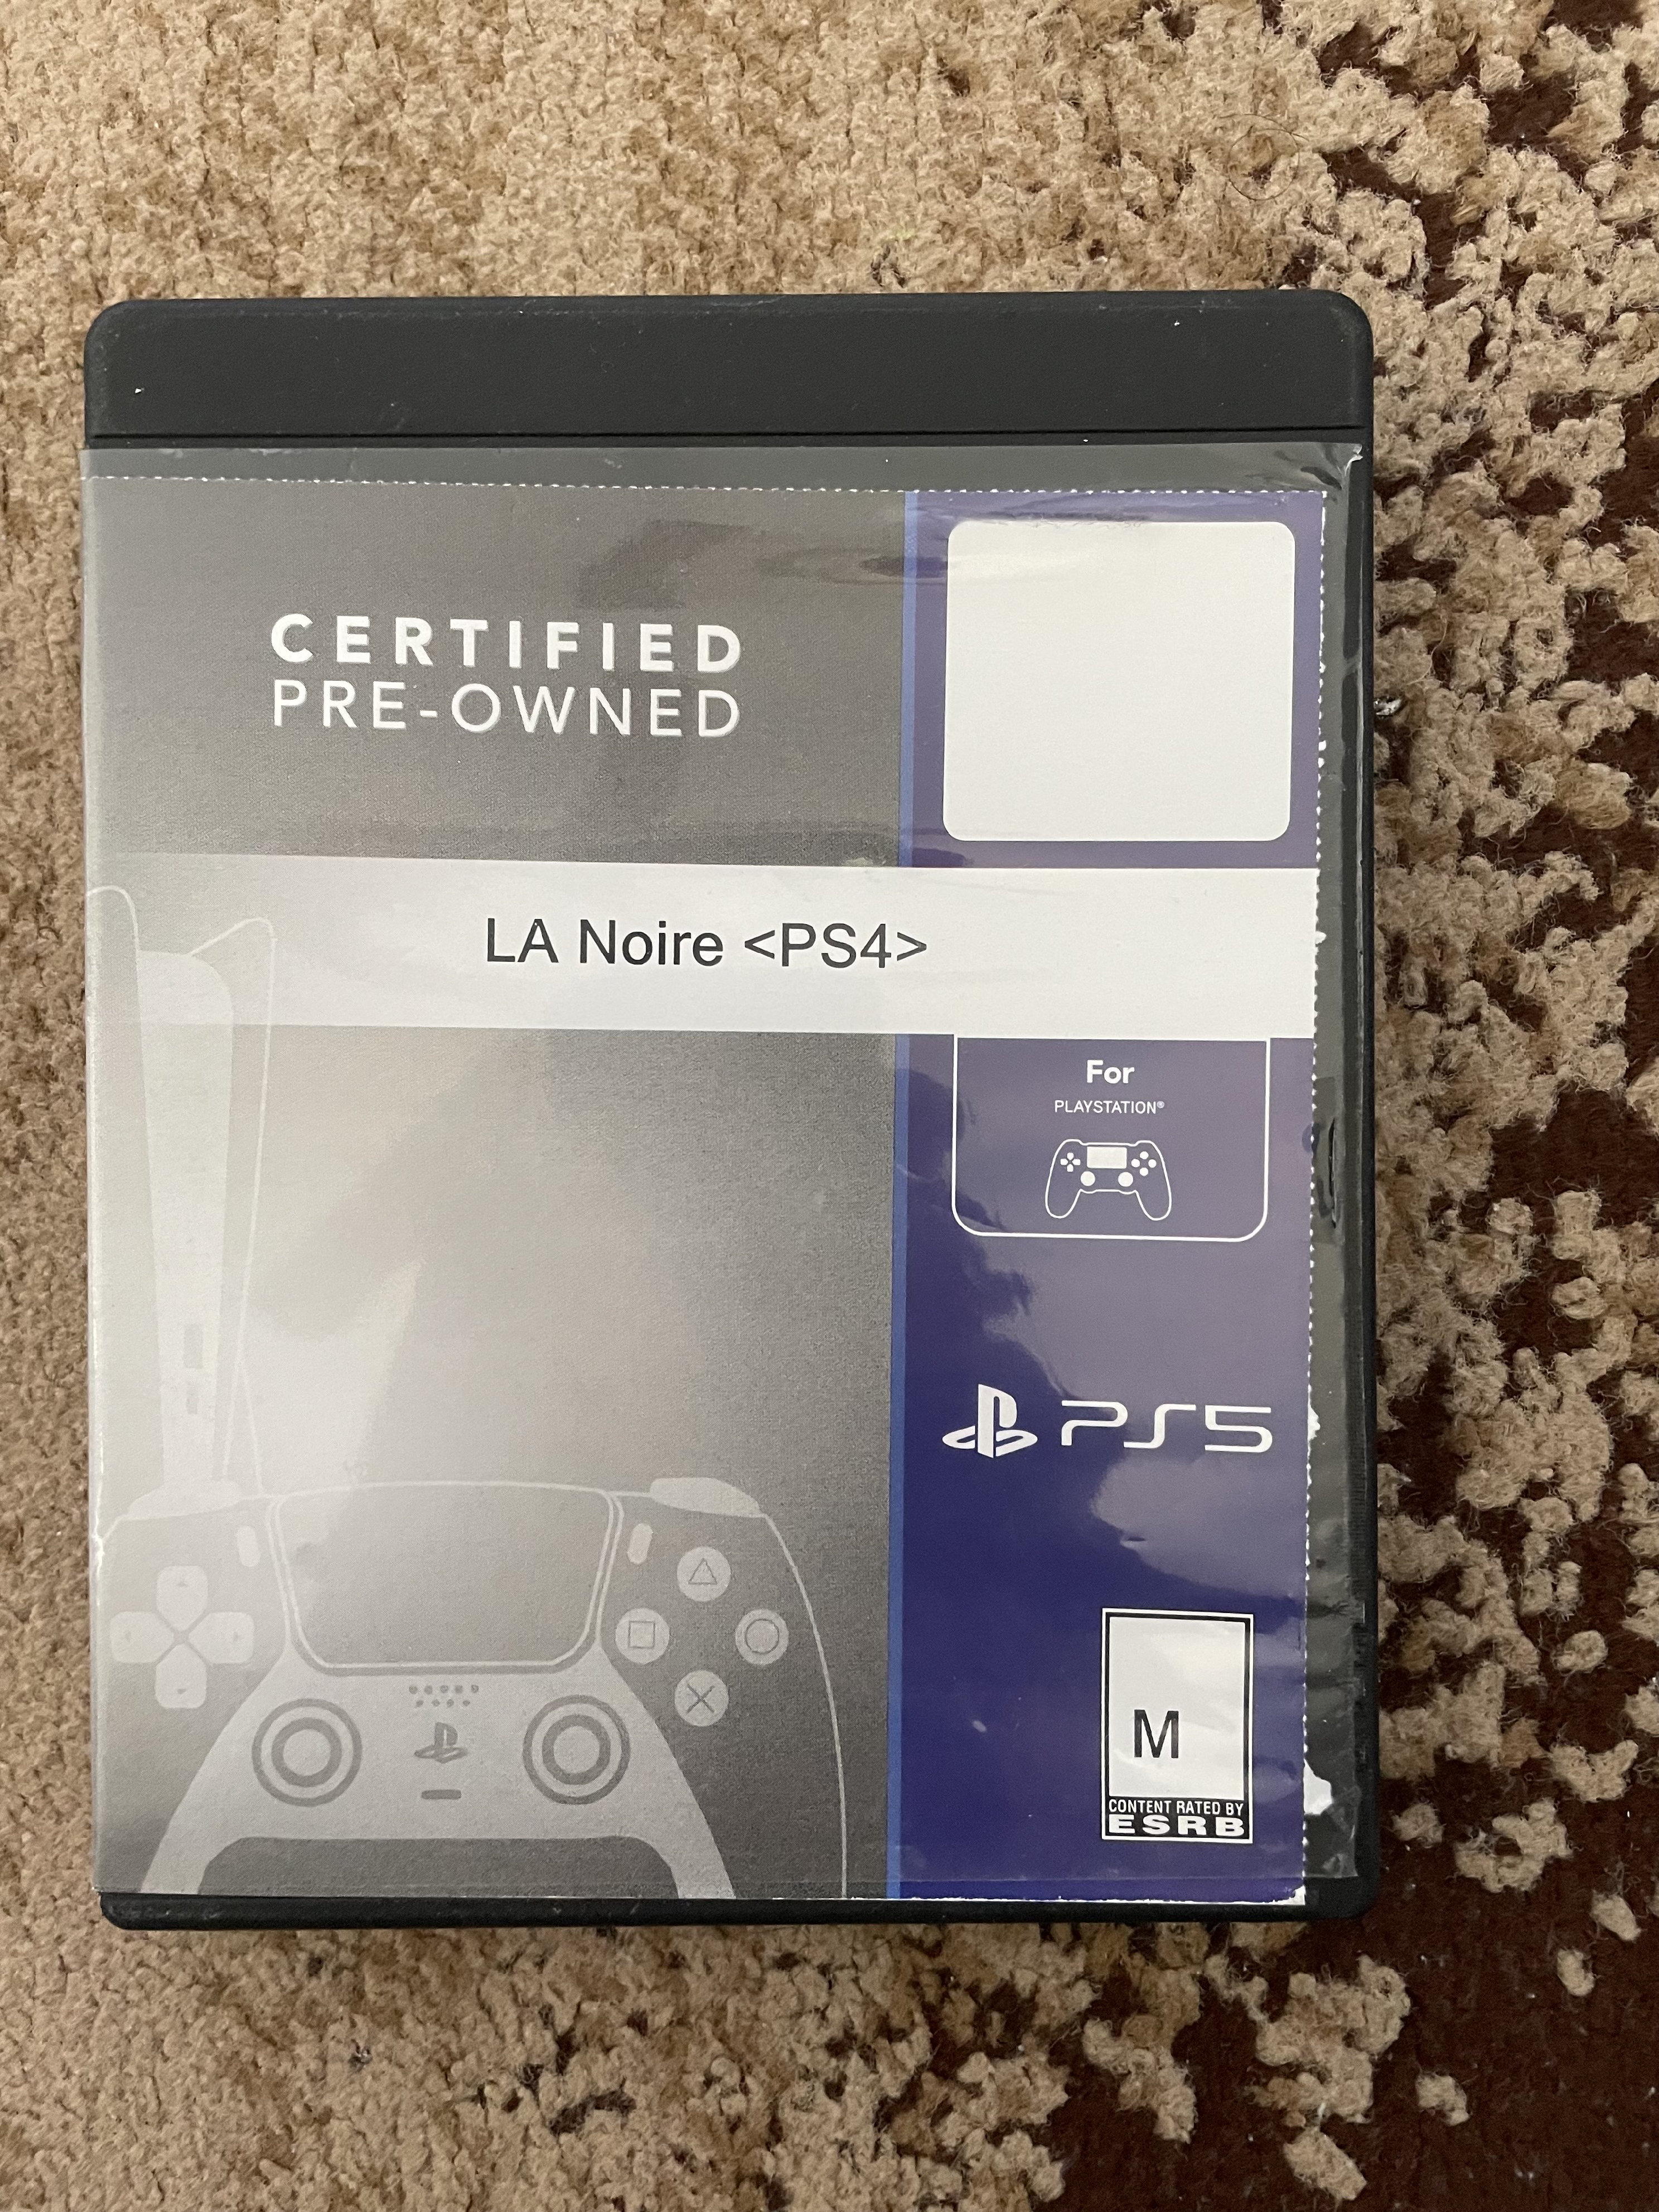 CERTIFIED
PRE-OWNED
LA Noire <PS4>
For
PLAYSTATION®
PS5
M
CONTENT RATED BY
ESRB